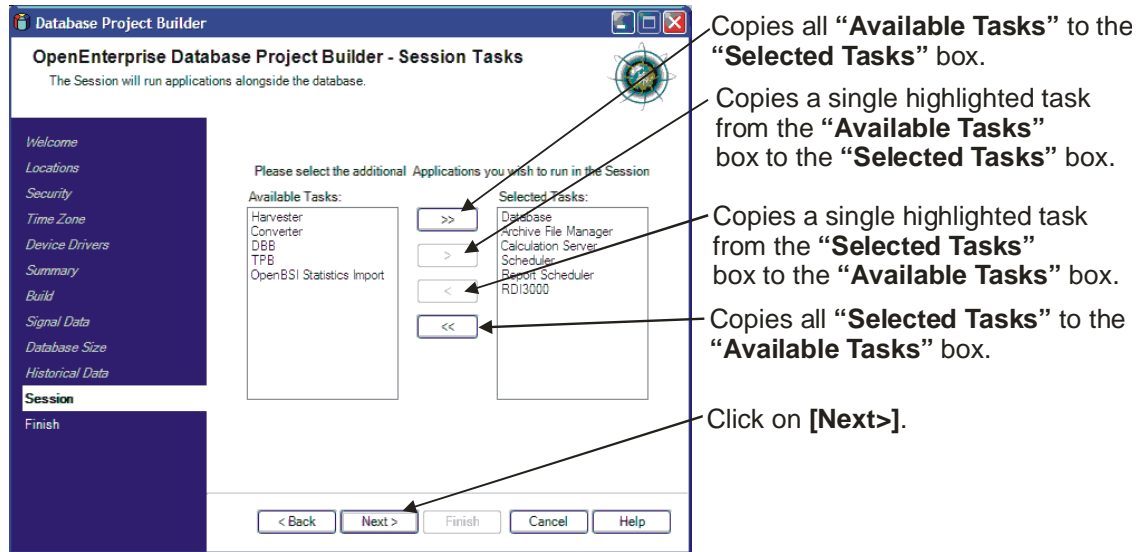 Database Project Builder
OpenEnterprise Database Project Builder - Session Tasks
The Session will run applications alongside the database.
Welcome
Locations
Security
Time Zone
Device Drivers
Summary
Build
Signal Data
Database Size
Historical Data
Session
Finish
Please select the additional Applications you wish to run in the Session
Available Tasks:
Harvester
Converter
DBB
TPB
OpenBSI Statistics Import
>>
>
<
<<
Selected Tasks:
Database
Archive File Manager
Calculation Server
Scheduler
Report Scheduler
RDI3000
< Back
Next >
Finish
Cancel
Help
Copies all “Available Tasks” to the
“Selected Tasks” box.
Copies a single highlighted task
from the “Available Tasks”
box to the “Selected Tasks” box.
Copies a single highlighted task
from the “Selected Tasks”
box to the “Available Tasks” box.
Copies all “Selected Tasks” to the
“Available Tasks” box.
Click on [Next>].